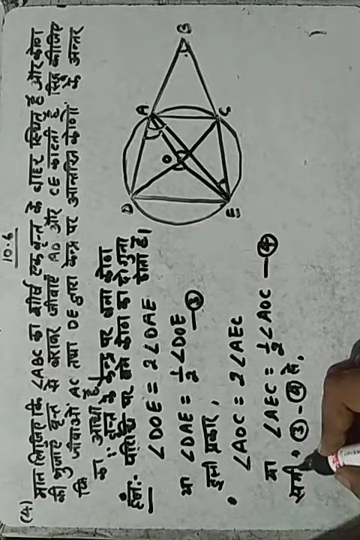 10.6
(4) मान लीजिए कि ∠ABC का शीर्ष एक वृत्त के बाहर स्थित है और कोण
की भुजाएँ वृत्त से बराबर जीवाएँ AD और CE काटती हैं, सिद्ध कीजिए
कि जीवाओं AC तथा DE द्वारा केन्द्र पर अंतरित कोणों के अन्तर
का आधा है।
हल:- वृत्त के केन्द्र पर बना कोण
परिधि पर बने कोण का दो गुना
होता है।
∠DOE = 2∠DAE
या ∠DAE = 1/2 ∠DOE —③
इसी प्रकार,
∠AOC = 2∠AEC
या ∠AEC = 1/2 ∠AOC —④
समी. ③ - ④ से,
A
B
C
D
E
O